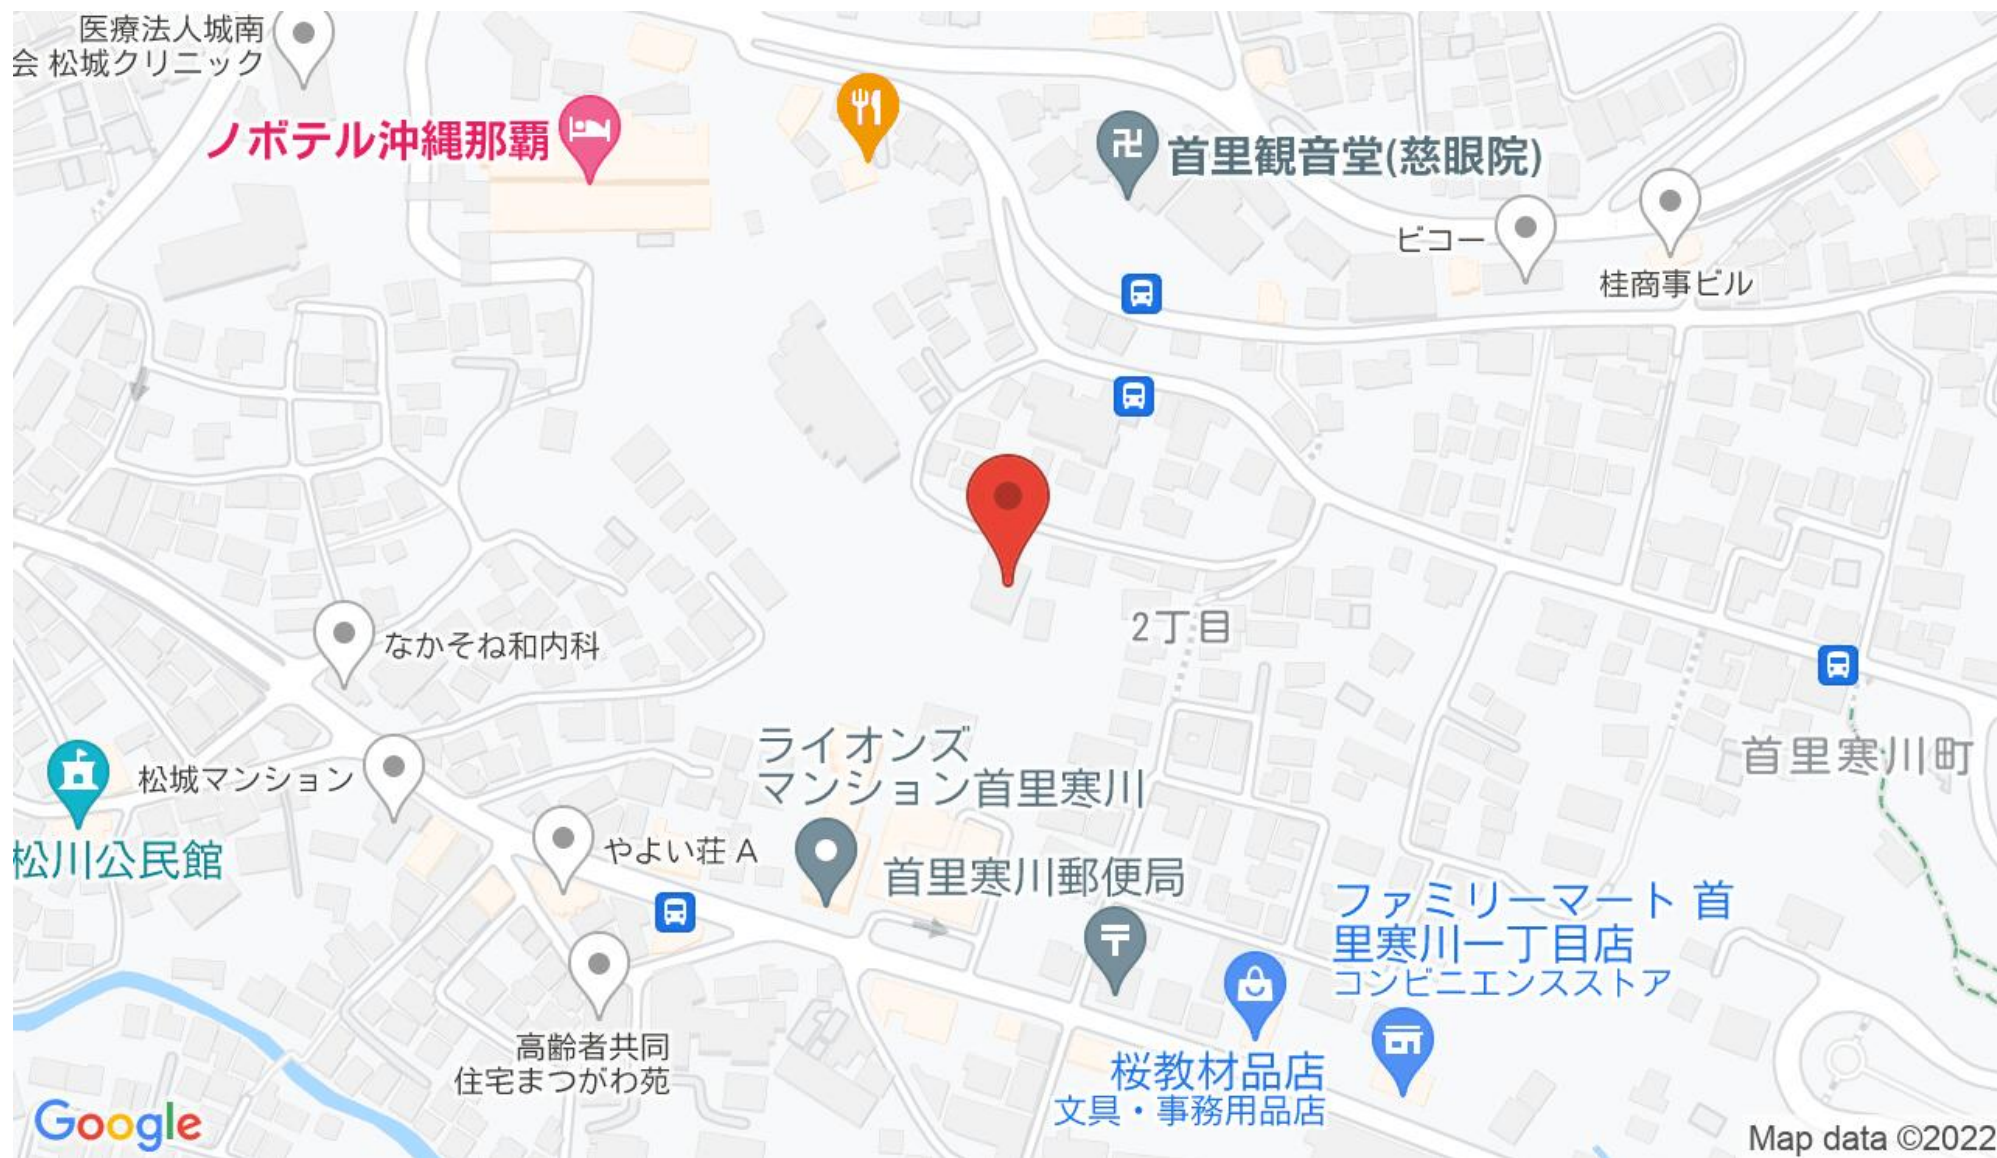 医療法人城南
会 松城クリニック
ノボテル沖縄那覇
首里観音堂(慈眼院)
ビコー
桂商事ビル
なかそね和内科
2丁目
首里寒川町
松城マンション
ライオンズ
マンション首里寒川
松川公民館
やよい荘 A
首里寒川郵便局
ファミリーマート 首
里寒川一丁目店
コンビニエンスストア
高齢者共同
住宅まつがわ苑
桜教材品店
文具・事務用品店
Google
Map data ©2022